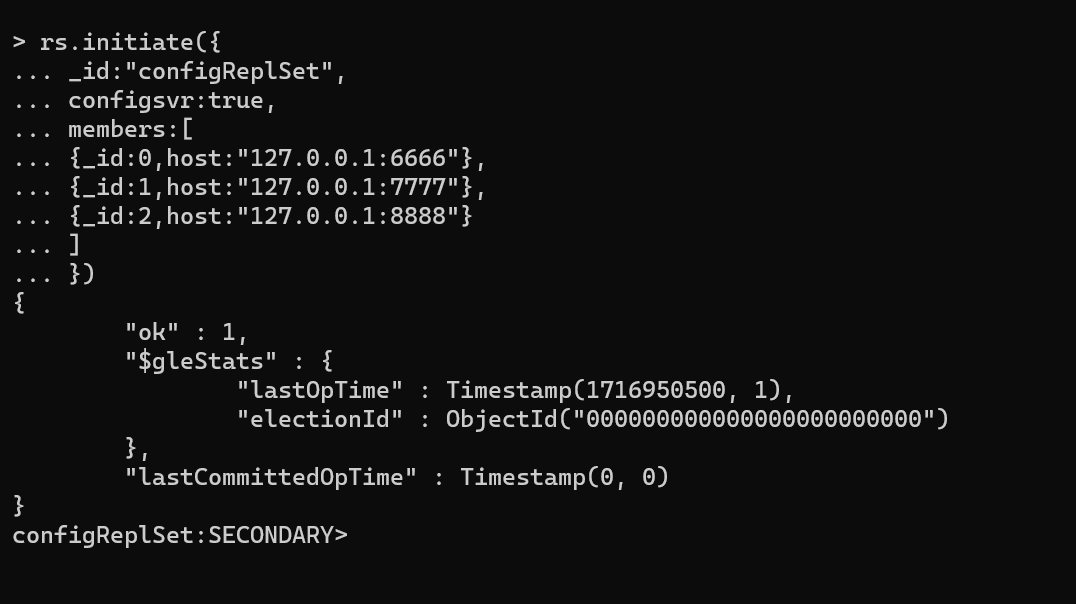 > rs.initiate({
... _id:"configReplSet",
... configsvr:true,
... members:[
... {_id:0,host:"127.0.0.1:6666"},
... {_id:1,host:"127.0.0.1:7777"},
... {_id:2,host:"127.0.0.1:8888"}
... ]
... })
{
        "ok" : 1,
        "$gleStats" : {
                "lastOpTime" : Timestamp(1716950500, 1),
                "electionId" : ObjectId("000000000000000000000000")
        },
        "lastCommittedOpTime" : Timestamp(0, 0)
}
configReplSet:SECONDARY>